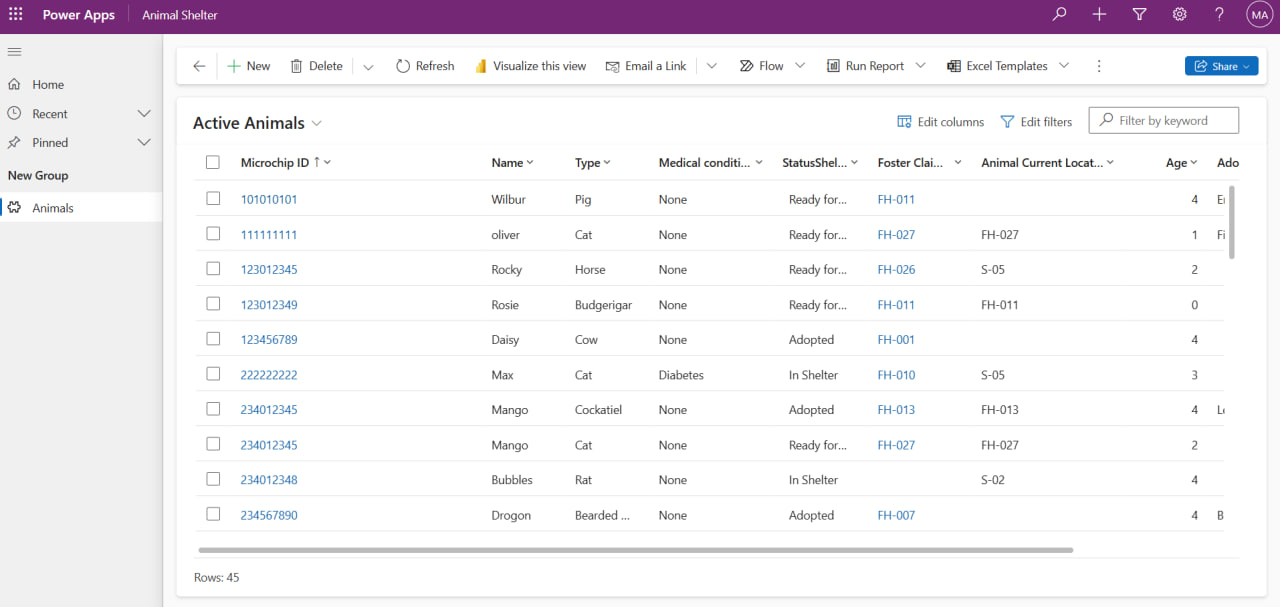 Power Apps Animal Shelter MA
New Delete Refresh Visualize this view Email a Link Flow Run Report Excel Templates Share
Home
Recent
Pinned
New Group
Animals
Active Animals Edit columns Edit filters Filter by keyword
Microchip ID ↑ Name Type Medical conditi... StatusShel... Foster Clai... Animal Current Locat... Age Ado
101010101 Wilbur Pig None Ready for... FH-011 4
111111111 oliver Cat None Ready for... FH-027 FH-027 1 Fi
123012345 Rocky Horse None Ready for... FH-026 S-05 2
123012349 Rosie Budgerigar None Ready for... FH-011 FH-011 0
123456789 Daisy Cow None Adopted FH-001 4
222222222 Max Cat Diabetes In Shelter FH-010 S-05 3
234012345 Mango Cockatiel None Adopted FH-013 FH-013 4
234012345 Mango Cat None Ready for... FH-027 FH-027 2
234012348 Bubbles Rat None In Shelter S-02 4
234567890 Drogon Bearded ... None Adopted FH-007 4 B
Rows: 45